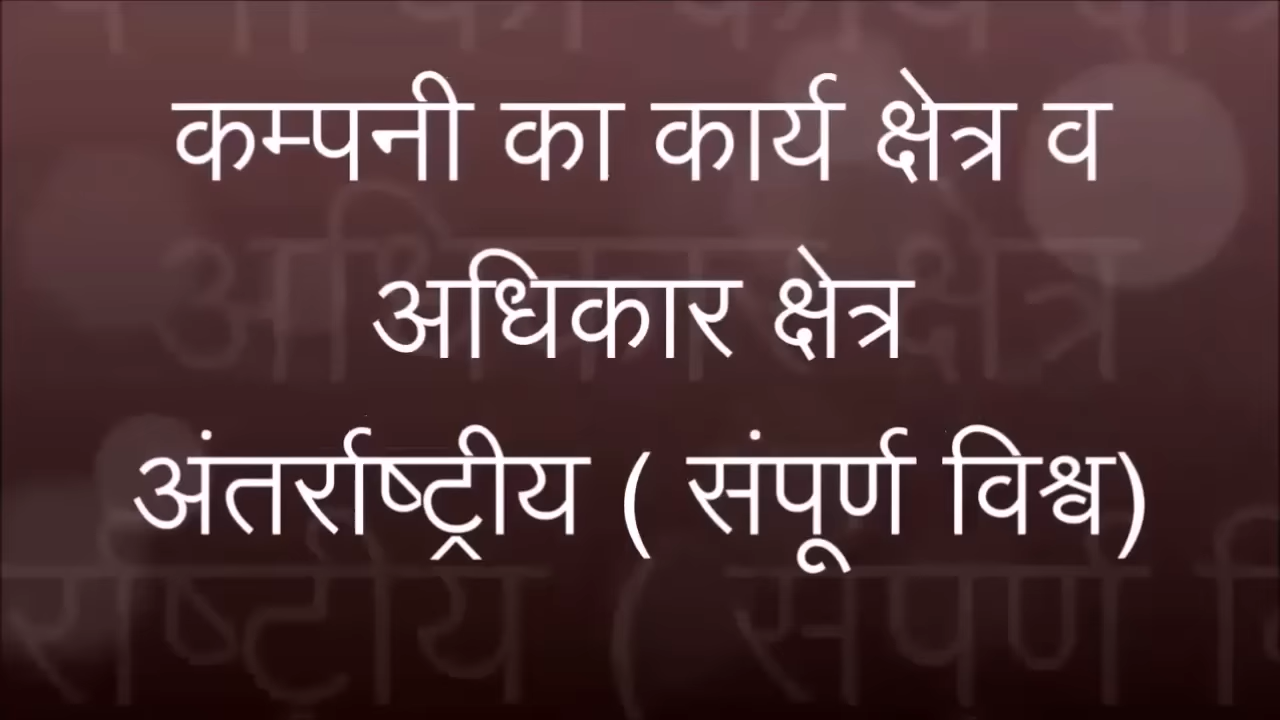 कम्पनी का कार्य क्षेत्र व
अधिकार क्षेत्र
अंतर्राष्ट्रीय ( संपूर्ण विश्व)